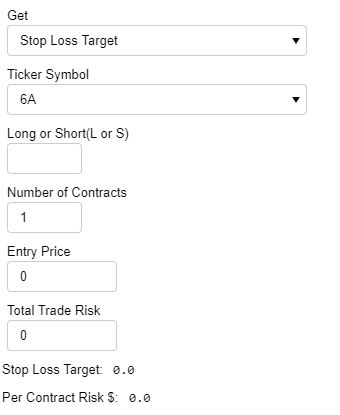 Get
Stop Loss Target
Ticker Symbol
6A
Long or Short(L or S)
Number of Contracts
1
Entry Price
0
Total Trade Risk
0
Stop Loss Target: 0.0
Per Contract Risk $: 0.0